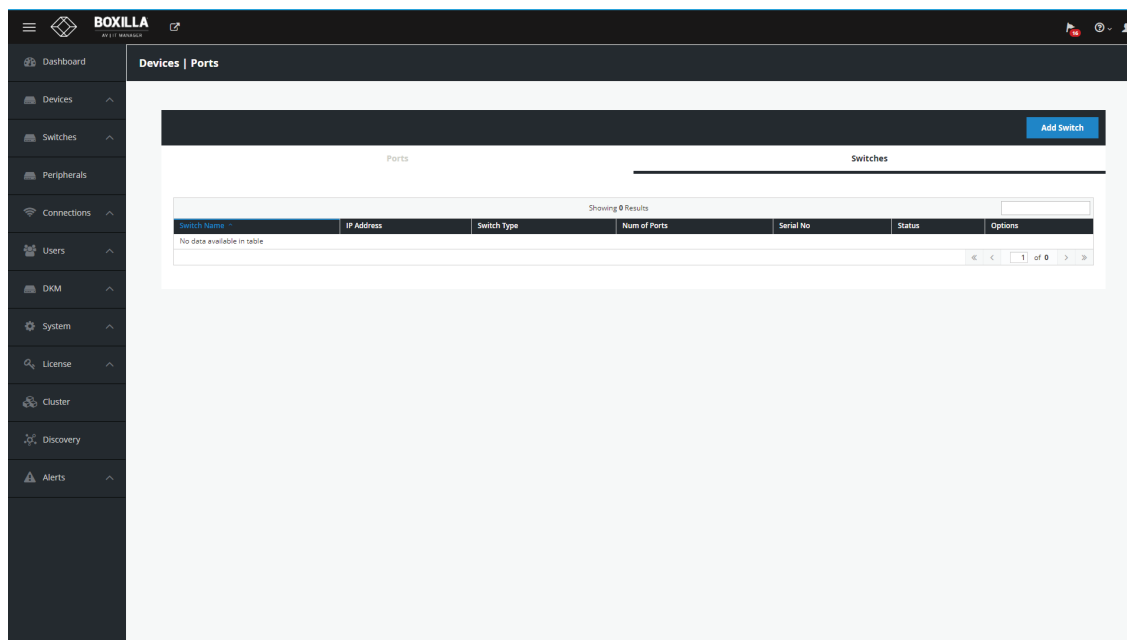 BOXILLA
AV | IT MANAGER
16
Dashboard
Devices
Switches
Peripherals
Connections
Users
DKM
System
License
Cluster
Discovery
Alerts
Devices | Ports
Add Switch
Ports Switches
Showing 0 Results
Switch Name IP Address Switch Type Num of Ports Serial No Status Options
No data available in table
1 of 0